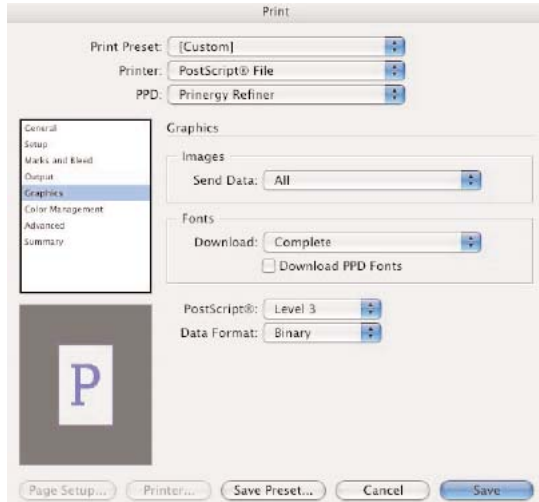 Print
Print Preset: [Custom]
Printer: PostScript® File
PPD: Prinergy Refiner
General
Setup
Marks and Bleed
Output
Graphics
Color Management
Advanced
Summary
Graphics
Images
Send Data: All
Fonts
Download: Complete
Download PPD Fonts
PostScript®: Level 3
Data Format: Binary
P
Page Setup... Printer... Save Preset... Cancel Save